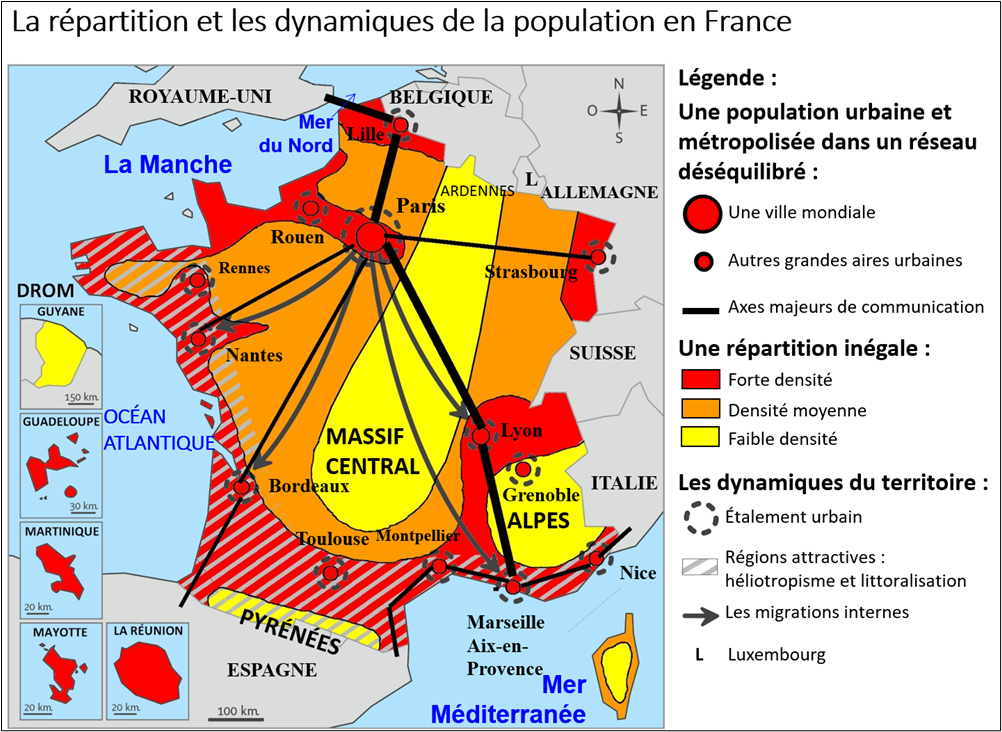 La répartition et les dynamiques de la population en France
ROYAUME-UNI
BELGIQUE
N
O
E
S
Mer
du Nord
Lille
La Manche
L
ALLEMAGNE
ARDENNES
Paris
Rouen
Strasbourg
Rennes
Nantes
SUISSE
DROM
GUYANE
150 km.
OCÉAN
ATLANTIQUE
GUADELOUPE
30 km.
MASSIF
CENTRAL
Lyon
Grenoble
ALPES
ITALIE
Bordeaux
Toulouse
Montpellier
MARTINIQUE
20 km.
Nice
PYRÉNÉES
Marseille
Aix-en-
Provence
MAYOTTE
20 km.
LA RÉUNION
20 km.
ESPAGNE
100 km.
Mer
Méditerranée
Légende :
Une population urbaine et
métropolisée dans un réseau
déséquilibré :
Une ville mondiale
Autres grandes aires urbaines
Axes majeurs de communication
Une répartition inégale :
Forte densité
Densité moyenne
Faible densité
Les dynamiques du territoire :
Étalement urbain
Régions attractives :
héliotropisme et littoralisation
Les migrations internes
L Luxembourg